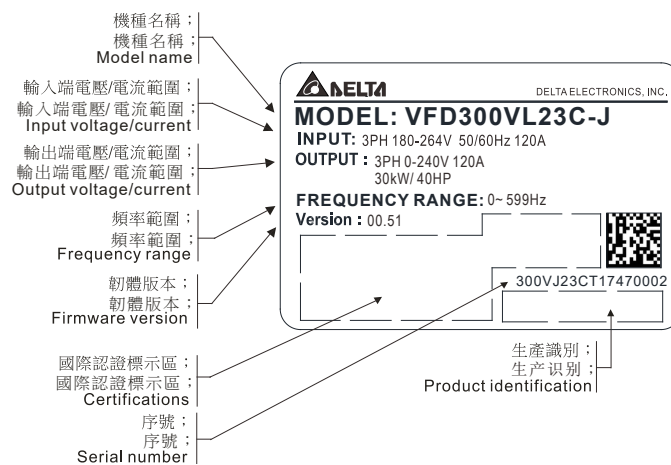 機種名稱；
機種名稱；
Model name
輸入端電壓/電流範圍；
輸入端電壓/ 電流範圍；
Input voltage/current
輸出端電壓/電流範圍；
輸出端電壓/ 電流範圍；
Output voltage/current
頻率範圍；
頻率範圍；
Frequency range
韌體版本；
韌體版本；
Firmware version
國際認證標示區；
國際認證標示區；
Certifications
序號；
序號；
Serial number
DELTA
DELTA ELECTRONICS, INC.
MODEL: VFD300VL23C-J
INPUT: 3PH 180-264V 50/60Hz 120A
OUTPUT : 3PH 0-240V 120A
30kW/ 40HP
FREQUENCY RANGE: 0~ 599Hz
Version : 00.51
300VJ23CT17470002
生產識別；
生产识别；
Product identification